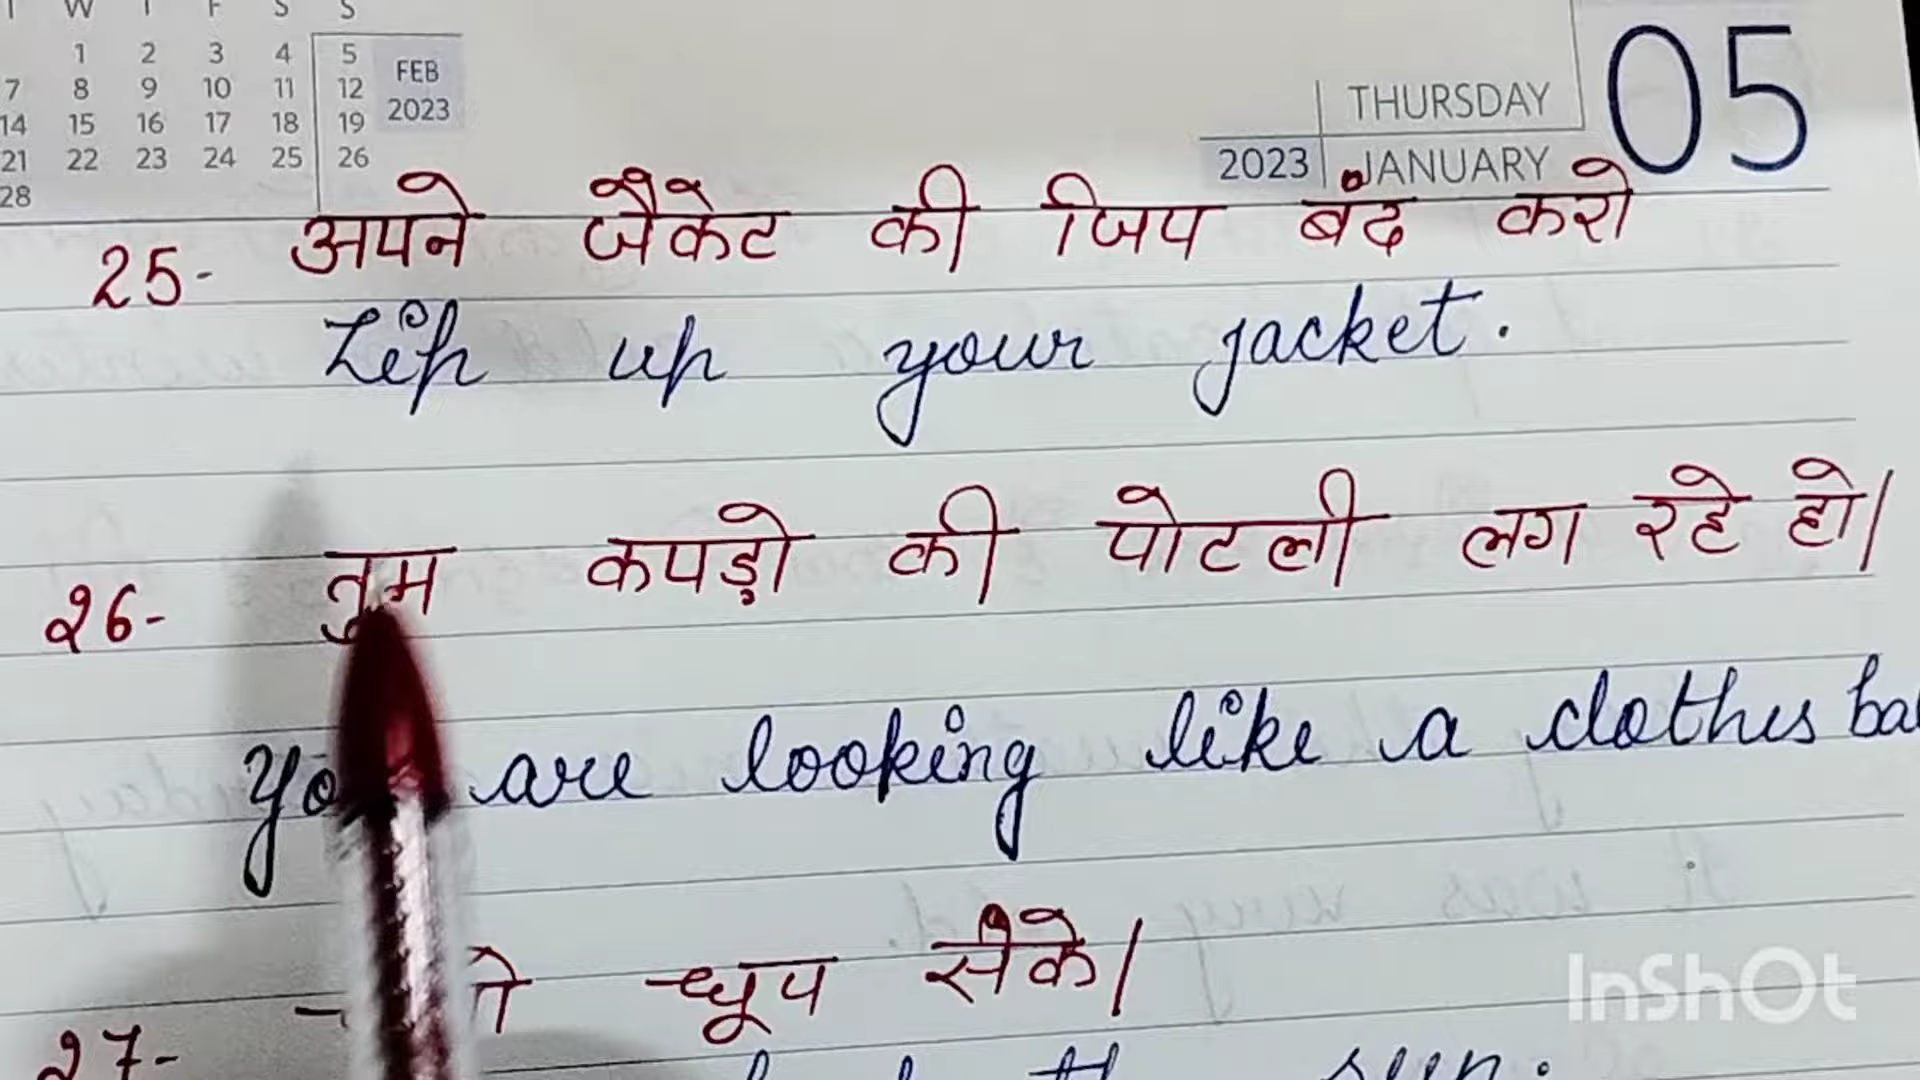 W T F S S
1 2 3 4 5
7 8 9 10 11 12
14 15 16 17 18 19
21 22 23 24 25 26
28
FEB
2023
THURSDAY
2023 JANUARY
05
25- अपने जैकेट की जिप बंद करो
Zip up your jacket.
26- तुम कपड़ो की पोटली लग रहे हो।
are looking like a clothes
27- धूप सैंके।
sun.
InShOt